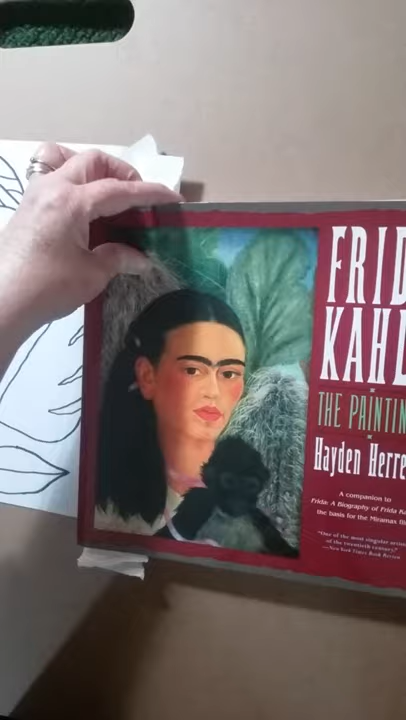 FRID
KAHL
THE PAINTIN
Hayden Herre
A companion to
Frida: A Biography of Frida Ka
the basis for the Miramax fil
"One of the most singular artis
of the twentieth century."
—New York Times Book Review